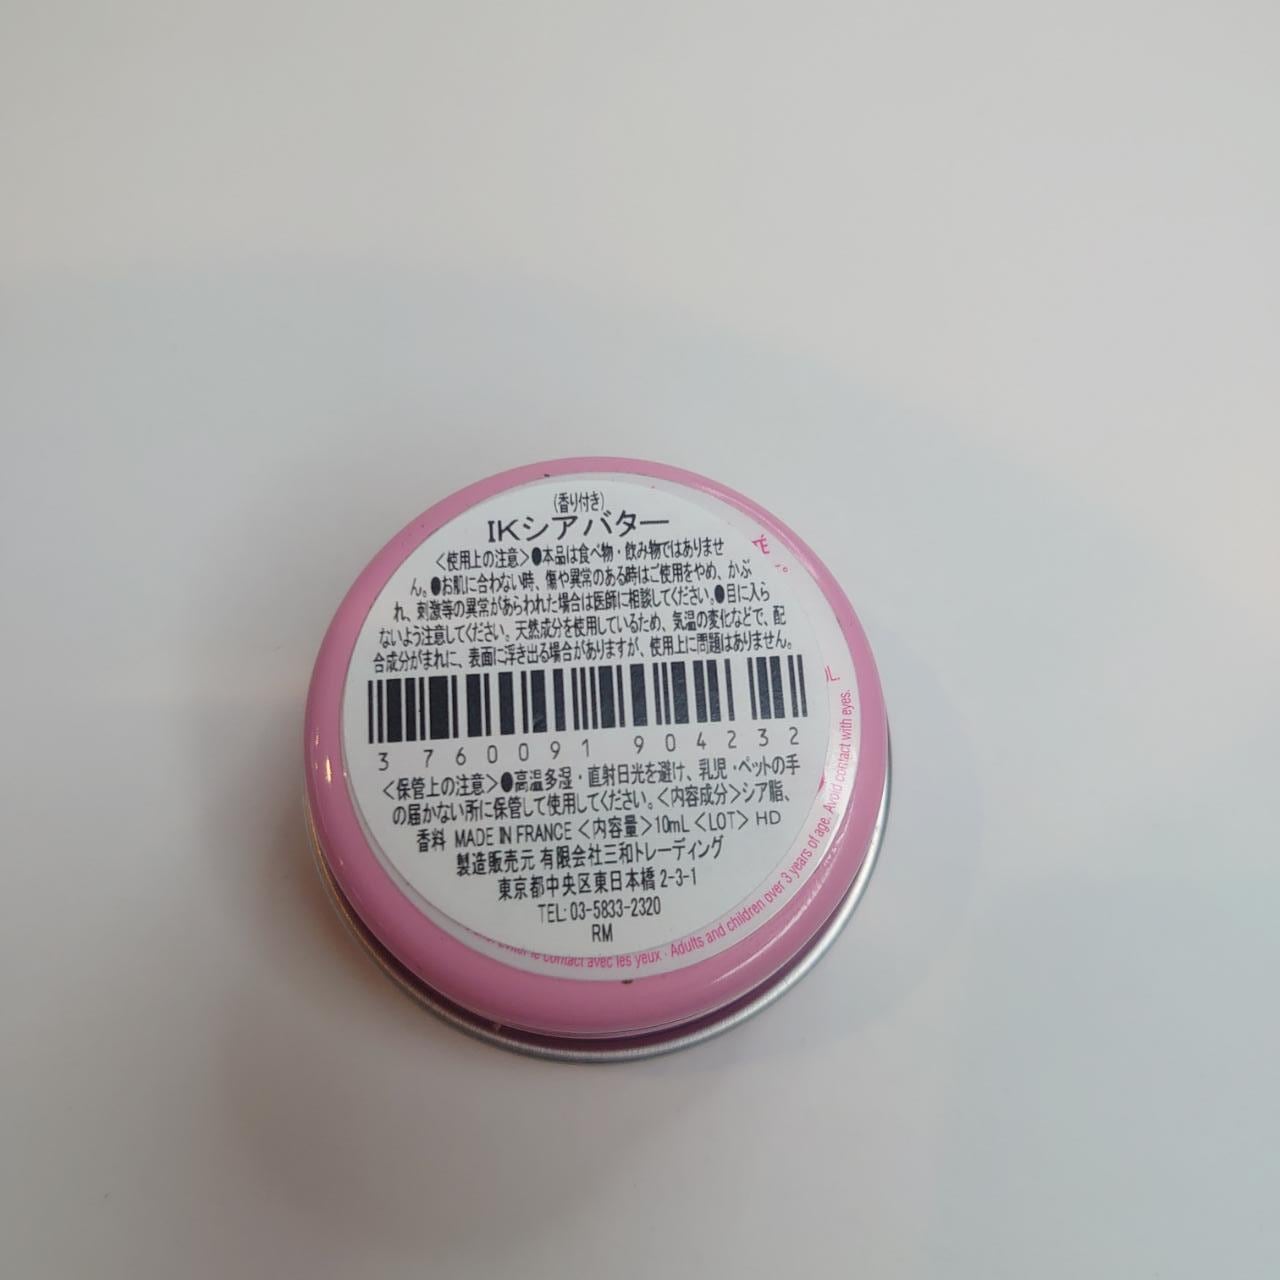 (香り付き)
IKシアバター
＜使用上の注意＞●本品は食べ物・飲み物ではありませ
ん。●お肌に合わない時、傷や異常のある時はご使用をやめ、かぶ
れ、刺激等の異常があらわれた場合は医師に相談してください。●目に入ら
ないよう注意してください。天然成分を使用しているため、気温の変化などで、配
合成分がまれに、表面に浮き出る場合がありますが、使用上に問題はありません。
3 760091 904232
＜保管上の注意＞●高温多湿・直射日光を避け、乳児・ペットの手
の届かない所に保管して使用してください。＜内容成分＞シア脂、
香料 MADE IN FRANCE ＜内容量＞10mL ＜LOT＞ HD
製造販売元 有限会社三和トレーディング
東京都中央区東日本橋 2-3-1
TEL: 03-5833-2320
RM
le contact avec les yeux · Adults and children over 3 years of age. Avoid contact with eyes.